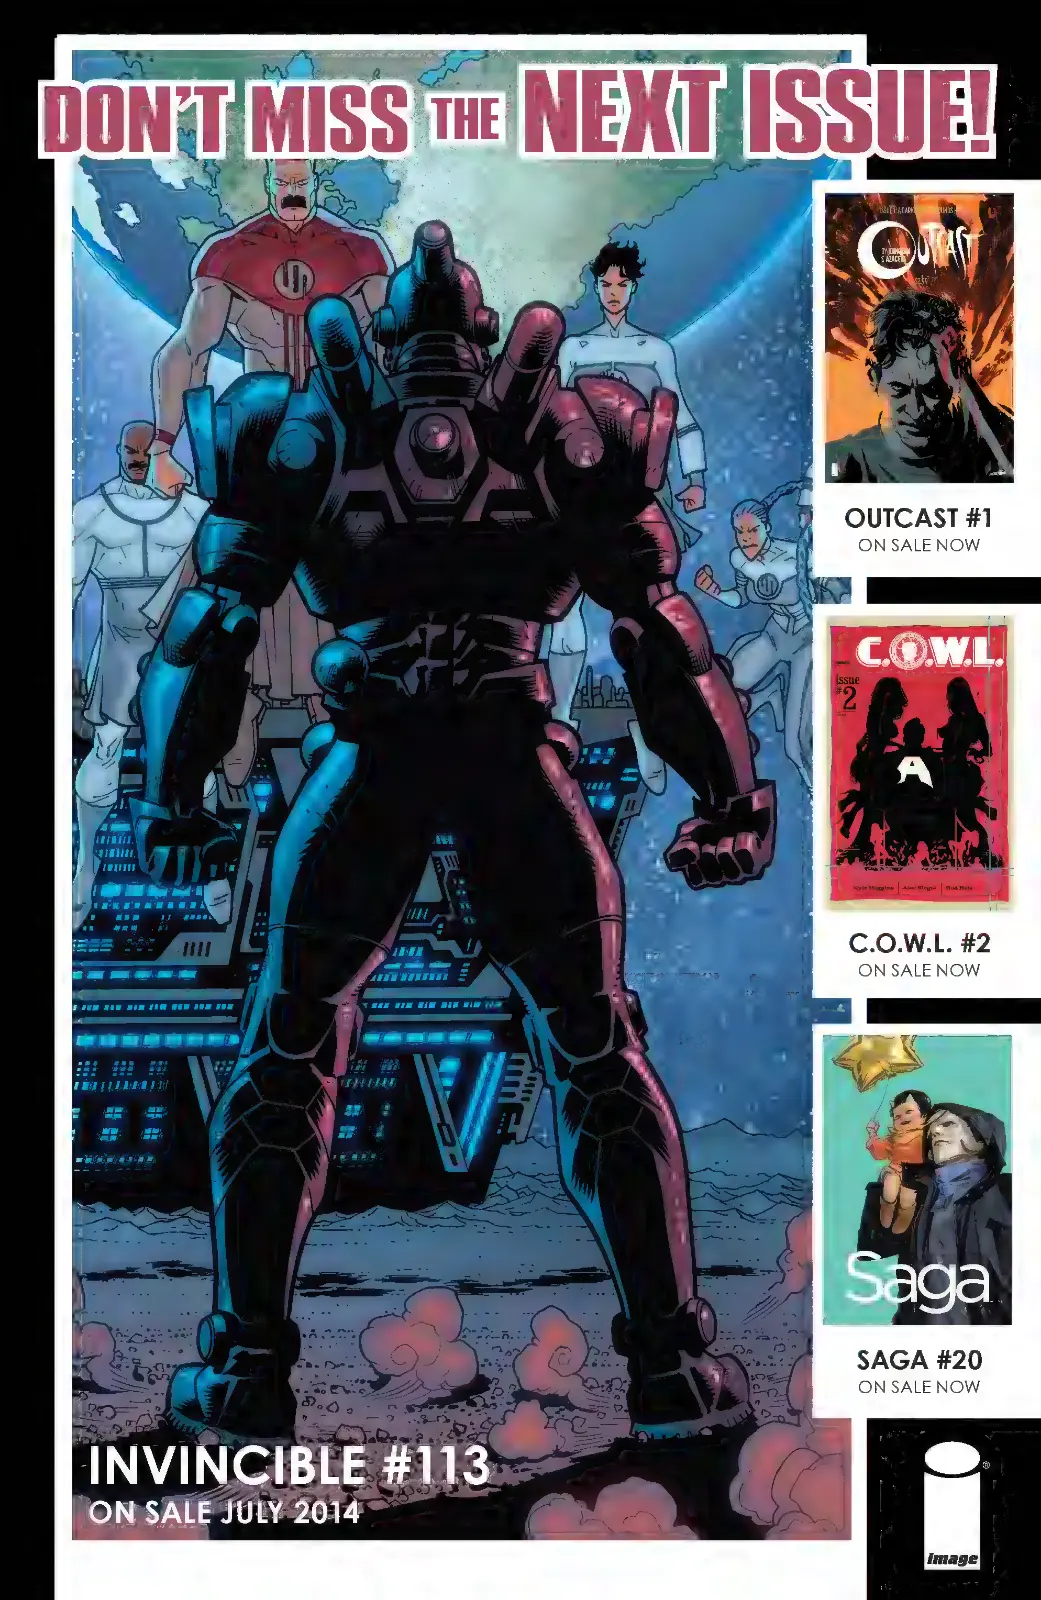 DON'T MISS THE NEXT ISSUE!
OUTCAST
OUTCAST #1
ON SALE NOW
C.O.W.L.
issue
#2
A
C.O.W.L. #2
ON SALE NOW
Saga
SAGA #20
ON SALE NOW
INVINCIBLE #113
ON SALE JULY 2014
®
image